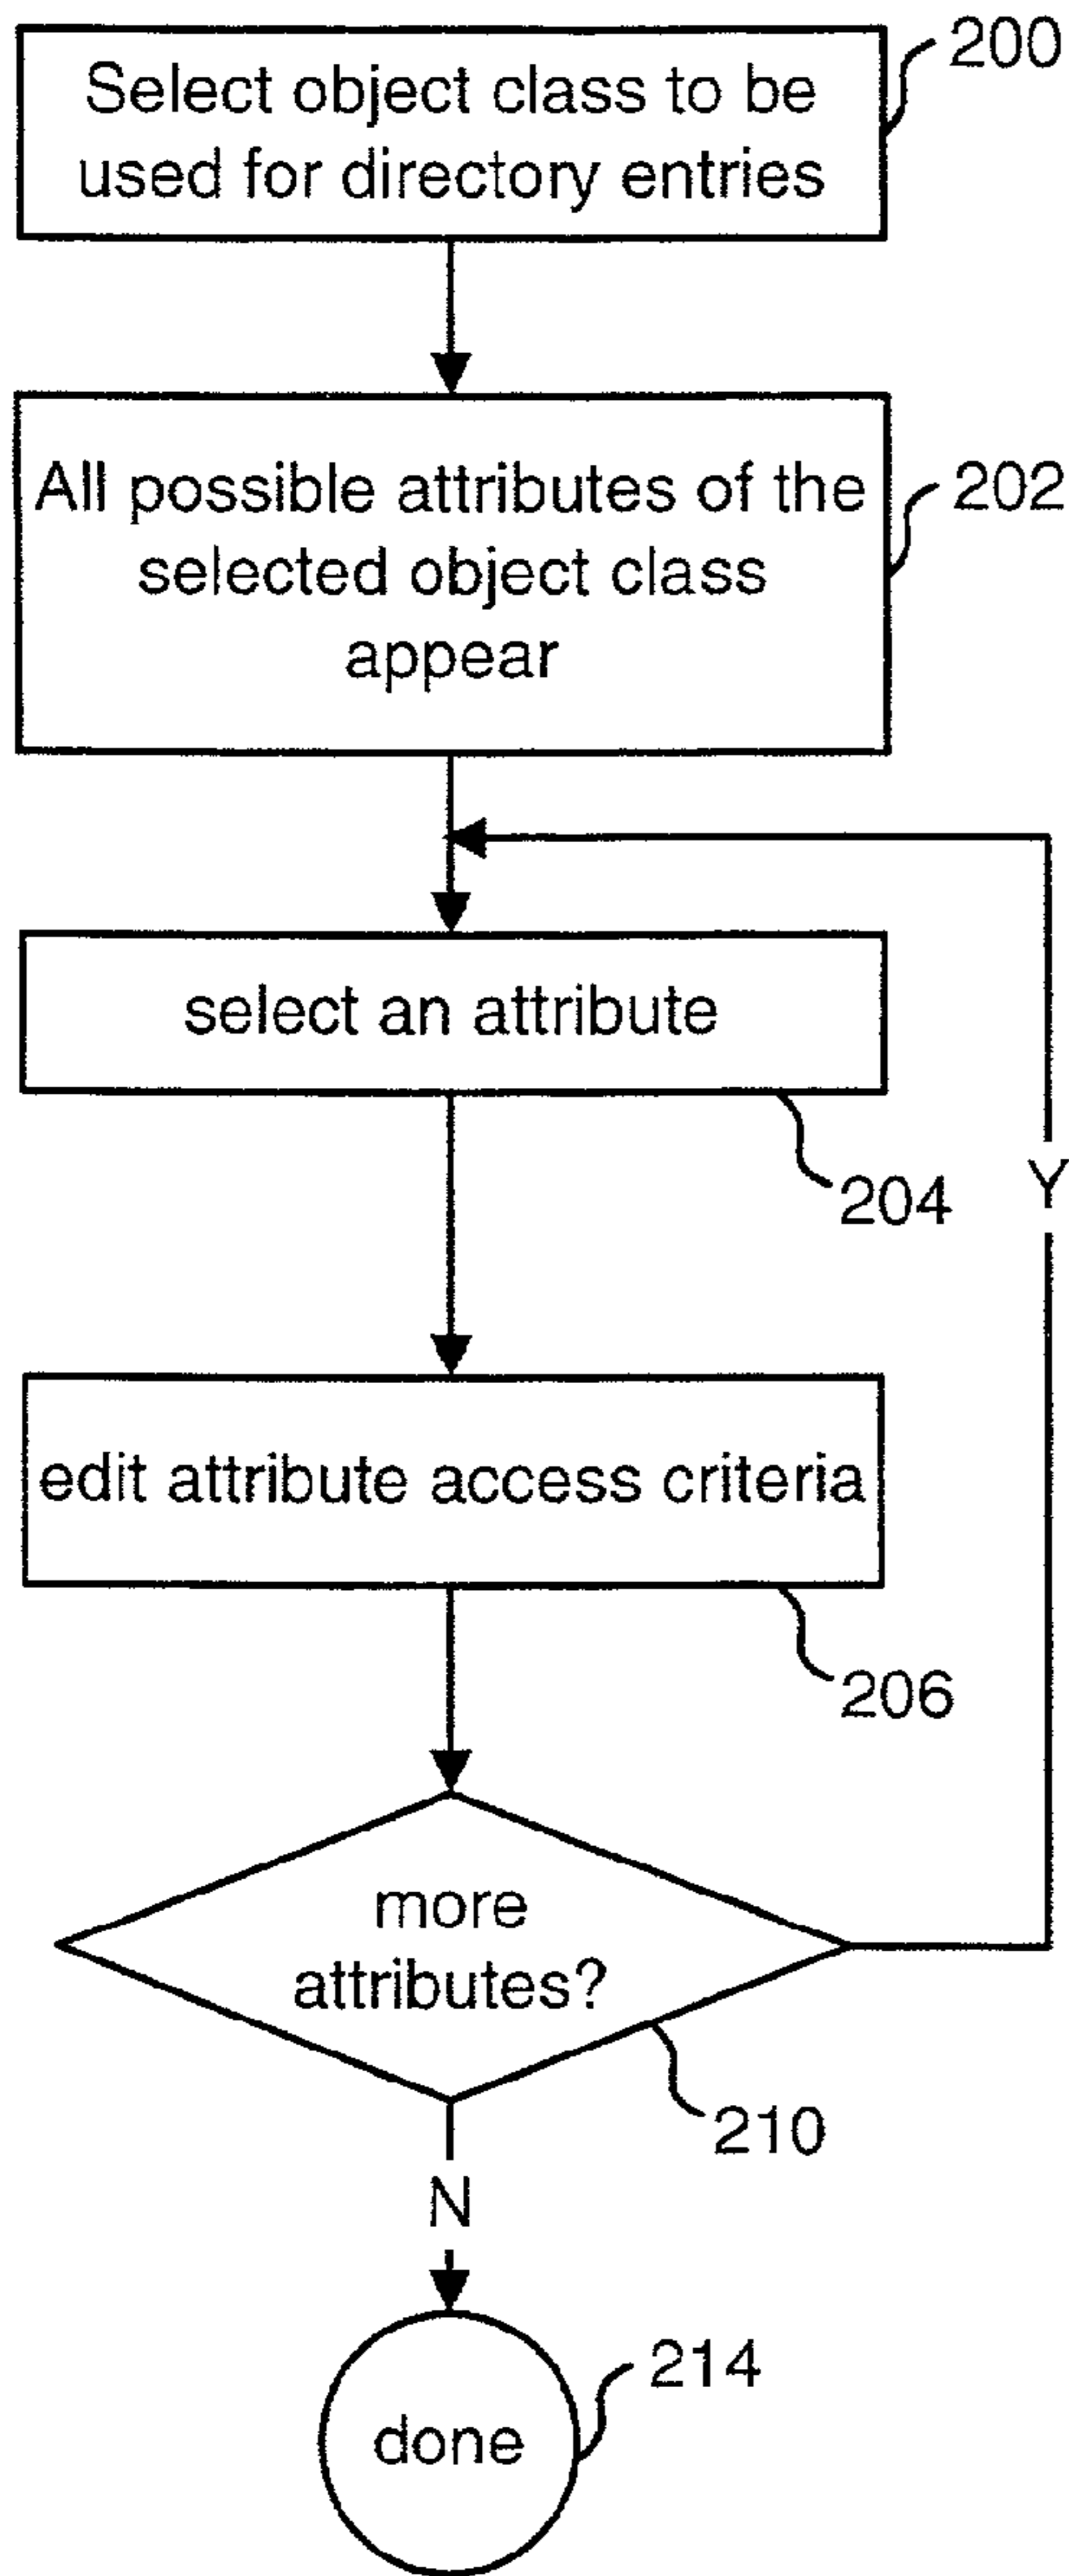 Select object class to be
used for directory entries
200
All possible attributes of the
selected object class
appear
202
select an attribute
204
Y
edit attribute access criteria
206
more
attributes?
210
N
done
214